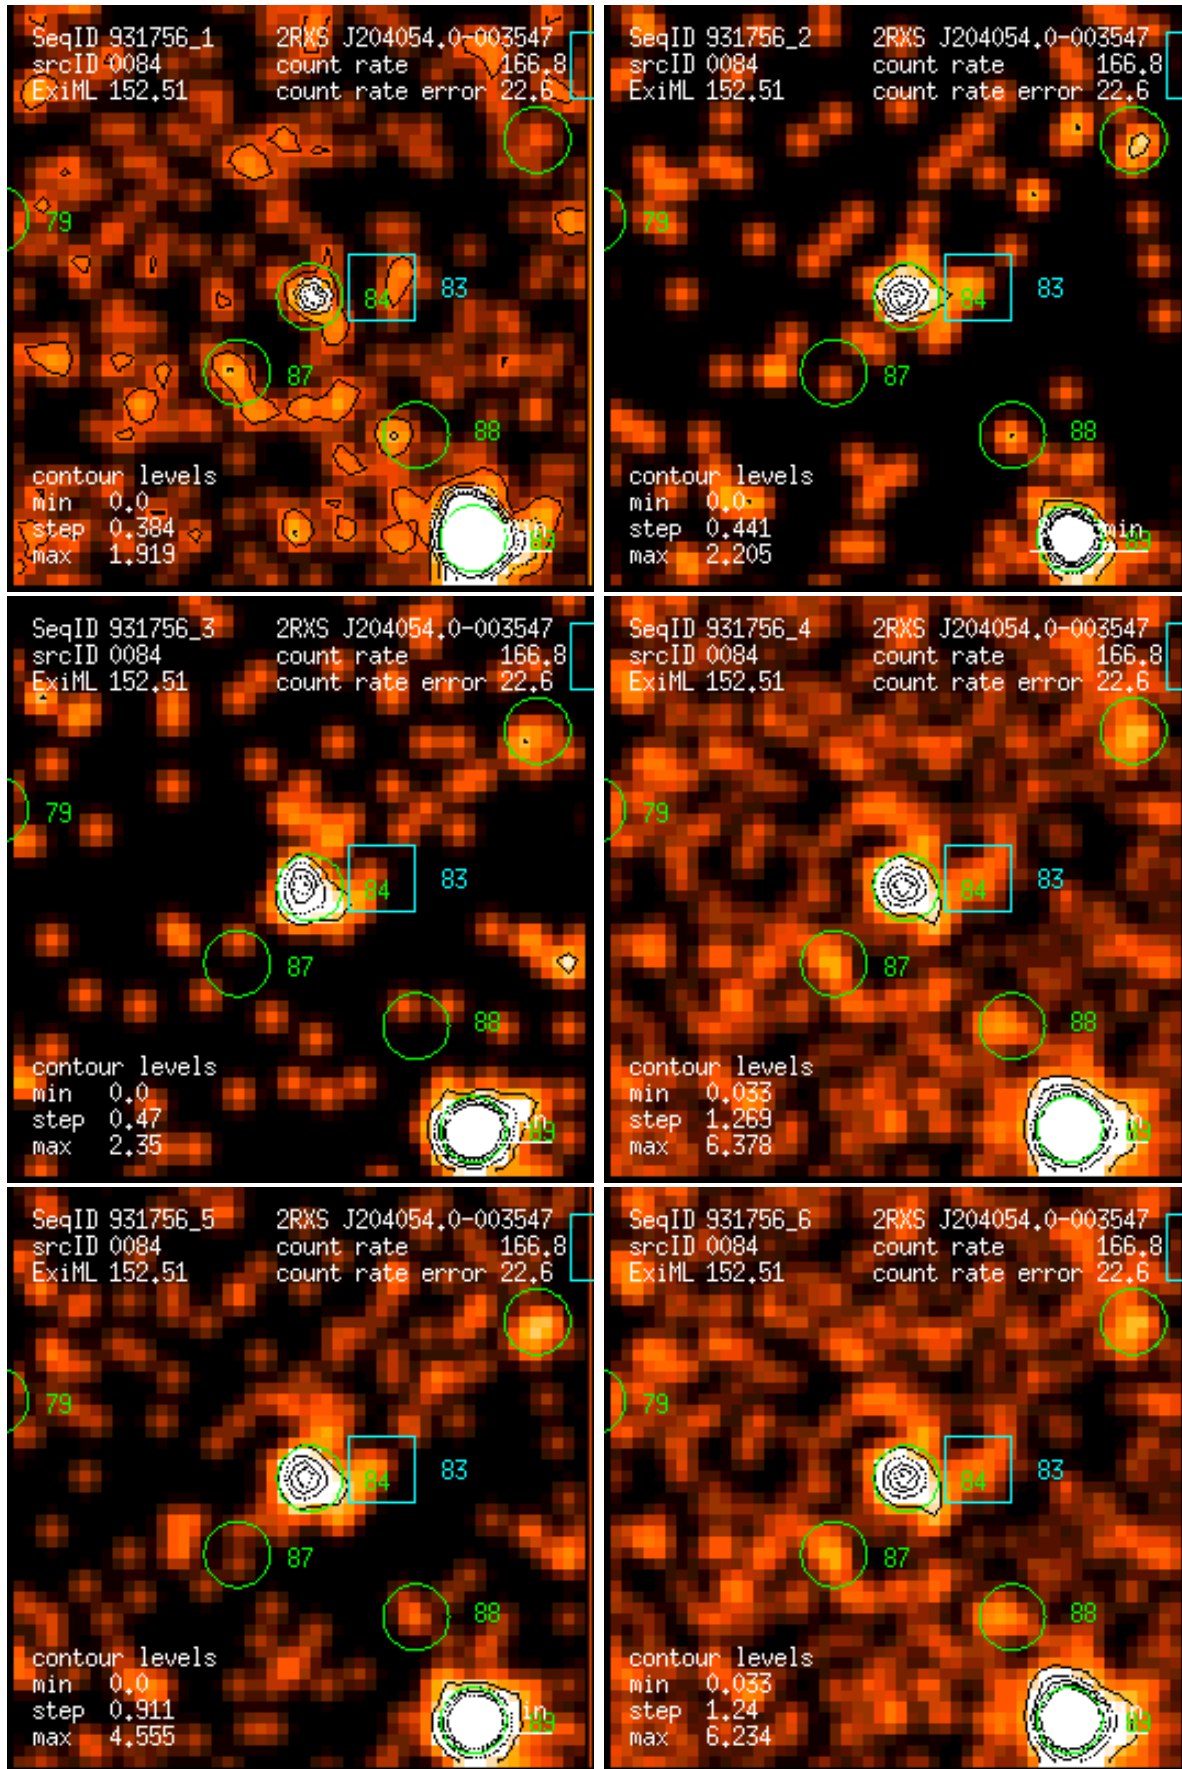 SeqID 931756_1 2RXS J204054.0-003547
srcID 0084 count rate 166.8
ExiML 152.51 count rate error 22.6
79
84
83
87
88
contour levels
min 0.0
step 0.384
max 1.919
89
SeqID 931756_2 2RXS J204054.0-003547
srcID 0084 count rate 166.8
ExiML 152.51 count rate error 22.6
79
84
83
87
88
contour levels
min 0.0
step 0.441
max 2.205
min
89
SeqID 931756_3 2RXS J204054.0-003547
srcID 0084 count rate 166.8
ExiML 152.51 count rate error 22.6
79
84
83
87
88
contour levels
min 0.0
step 0.47
max 2.35
89
SeqID 931756_4 2RXS J204054.0-003547
srcID 0084 count rate 166.8
ExiML 152.51 count rate error 22.6
79
84
83
87
88
contour levels
min 0.033
step 1.269
max 6.378
89
SeqID 931756_5 2RXS J204054.0-003547
srcID 0084 count rate 166.8
ExiML 152.51 count rate error 22.6
79
84
83
87
88
contour levels
min 0.0
step 0.911
max 4.555
89
SeqID 931756_6 2RXS J204054.0-003547
srcID 0084 count rate 166.8
ExiML 152.51 count rate error 22.6
79
84
83
87
88
contour levels
min 0.033
step 1.24
max 6.234
89